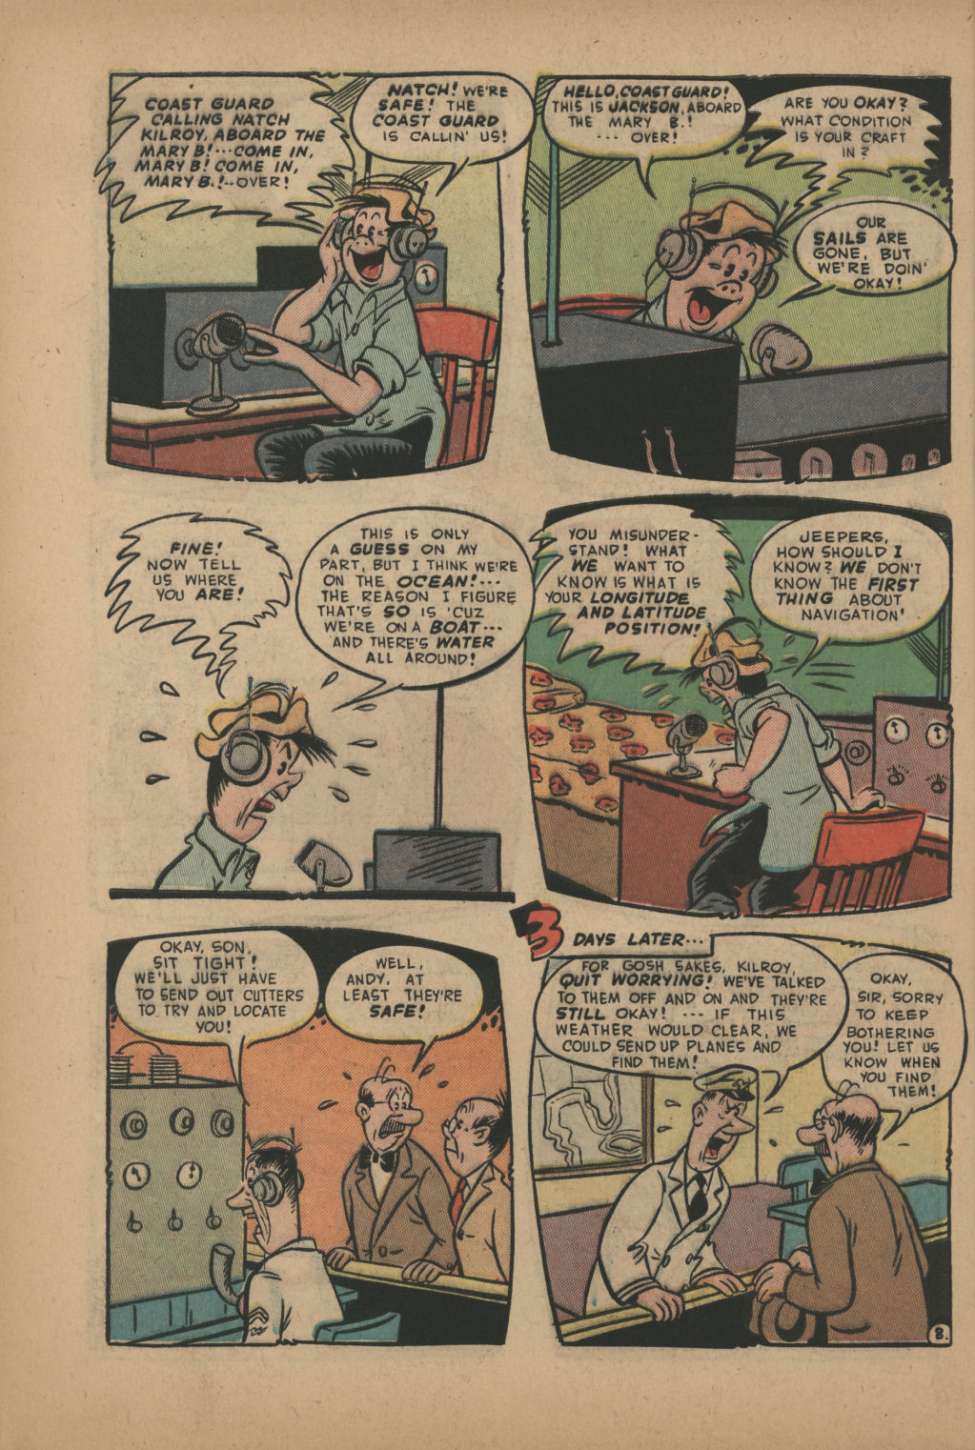 COAST GUARD
CALLING NATCH
KILROY, ABOARD THE
MARY B! ··· COME IN,
MARY B! COME IN,
MARY B.! ·· OVER!
NATCH! WE'RE
SAFE! THE
COAST GUARD
IS CALLIN' US!
HELLO, COAST GUARD!
THIS IS JACKSON, ABOARD
THE MARY B.!
··· OVER!
ARE YOU OKAY?
WHAT CONDITION
IS YOUR CRAFT
IN?
OUR
SAILS ARE
GONE, BUT
WE'RE DOIN'
OKAY!
FINE!
NOW TELL
US WHERE
YOU ARE!
THIS IS ONLY
A GUESS ON MY
PART, BUT I THINK WE'RE
ON THE OCEAN! ···
THE REASON I FIGURE
THAT'S SO IS 'CUZ
WE'RE ON A BOAT ···
AND THERE'S WATER
ALL AROUND!
YOU MISUNDER-
STAND! WHAT
WE WANT TO
KNOW IS WHAT IS
YOUR LONGITUDE
AND LATITUDE
POSITION!
JEEPERS,
HOW SHOULD I
KNOW? WE DON'T
KNOW THE FIRST
THING ABOUT
NAVIGATION!
OKAY, SON,
SIT TIGHT!
WE'LL JUST HAVE
TO SEND OUT CUTTERS
TO TRY AND LOCATE
YOU!
WELL,
ANDY, AT
LEAST THEY'RE
SAFE!
3 DAYS LATER ···
FOR GOSH SAKES, KILROY,
QUIT WORRYING! WE'VE TALKED
TO THEM OFF AND ON AND THEY'RE
STILL OKAY! ··· IF THIS
WEATHER WOULD CLEAR, WE
COULD SEND UP PLANES AND
FIND THEM!
OKAY,
SIR, SORRY
TO KEEP
BOTHERING
YOU! LET US
KNOW WHEN
YOU FIND
THEM!
8.